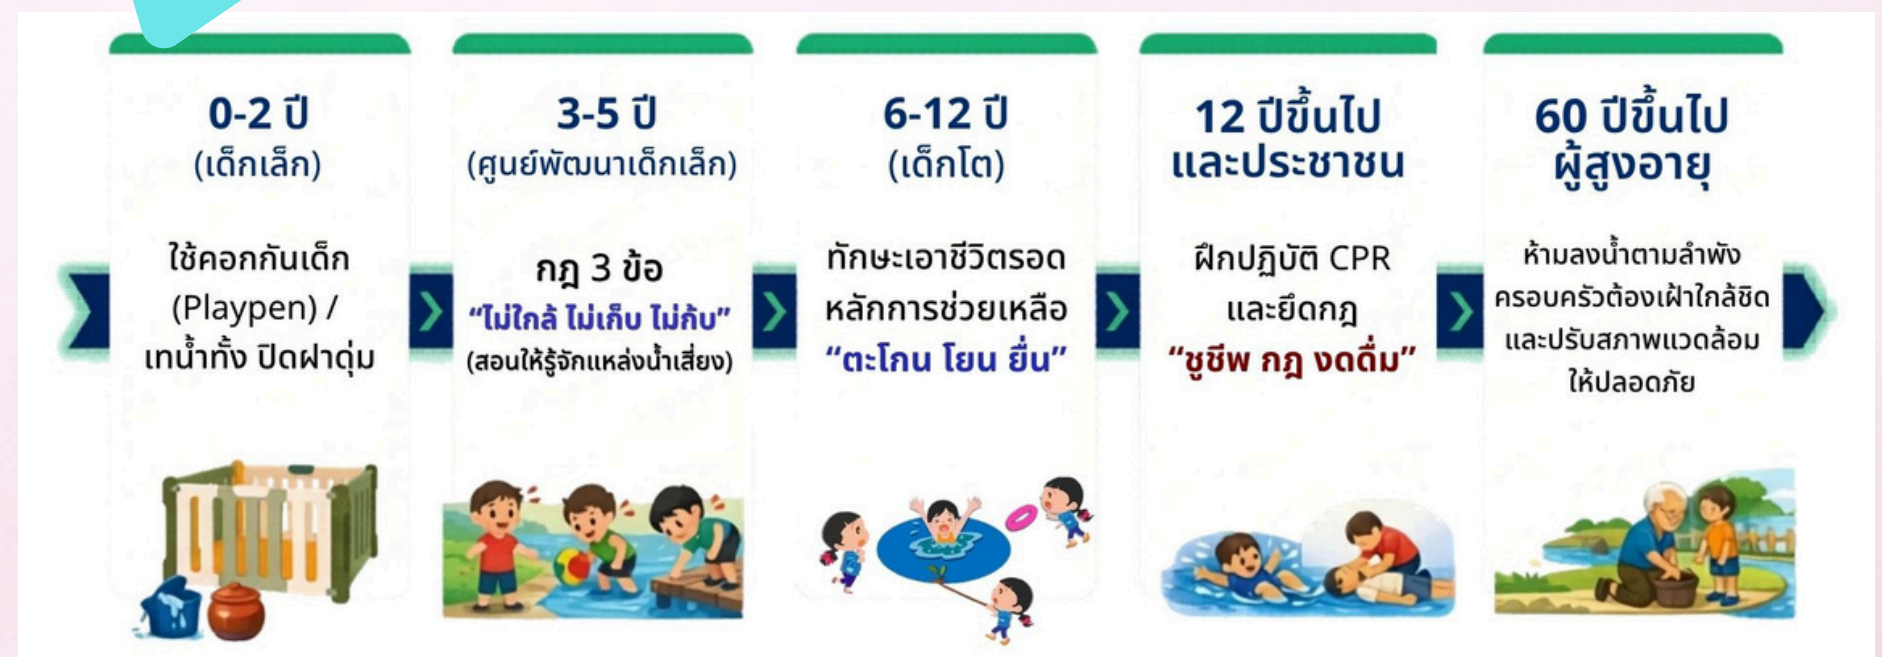 0-2 ปี
(เด็กเล็ก)
ใช้คอกกันเด็ก
(Playpen) /
เทน้ำทั้ง ปิดฝาดุ่ม
3-5 ปี
(ศูนย์พัฒนาเด็กเล็ก)
กฎ 3 ข้อ
“ไม่ใกล้ ไม่เก็บ ไม่ก้บ”
(สอนให้รู้จักแหล่งน้ำเสี่ยง)
6-12 ปี
(เด็กโต)
ทักษะเอาชีวิตรอด
หลักการช่วยเหลือ
“ตะโกน โยน ยื่น”
12 ปีขึ้นไป
และประชาชน
ฝึกปฏิบัติ CPR
และยึดกฎ
“ชูชีพ กฎ งดดื่ม”
60 ปีขึ้นไป
ผู้สูงอายุ
ห้ามลงน้ำตามลำพัง
ครอบครัวต้องเฝ้าใกล้ชิด
และปรับสภาพแวดล้อม
ให้ปลอดภัย